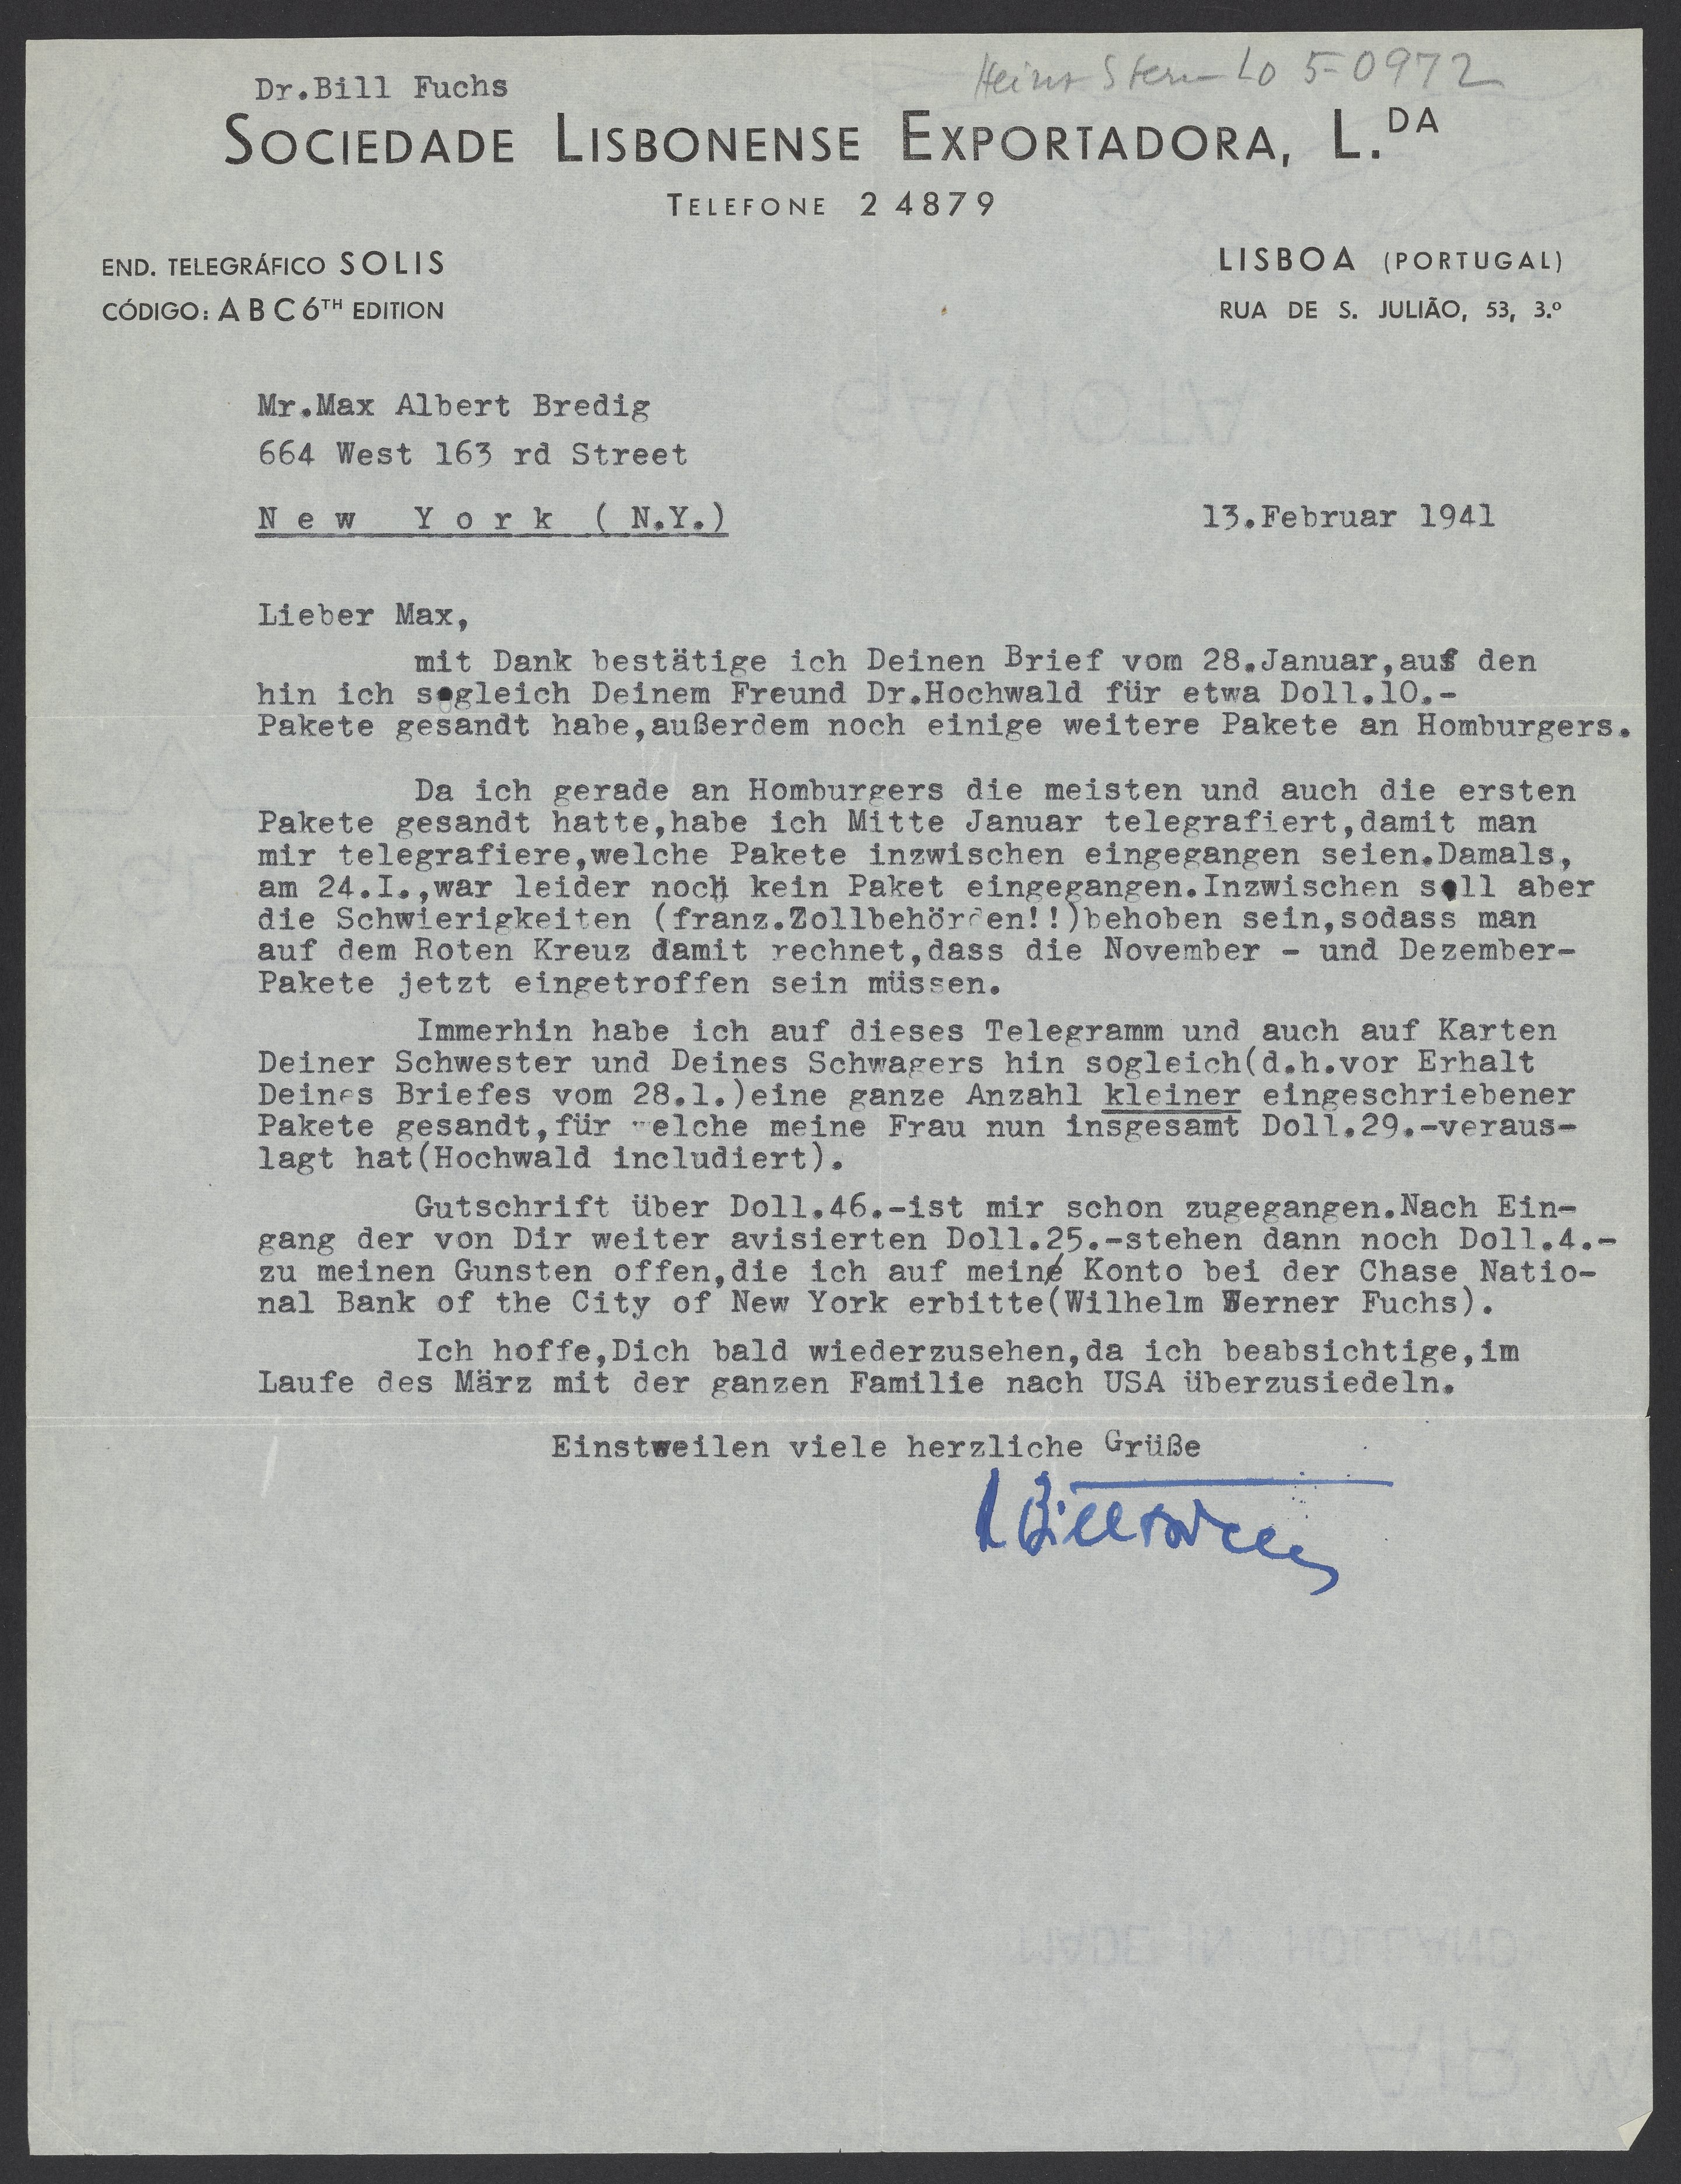 Heinz Stern Lo 5-0972
Dr.Bill Fuchs
SOCIEDADE LISBONENSE EXPORTADORA, L.DA
TELEFONE 2 4879
END. TELEGRÁFICO SOLIS
CÓDIGO: A B C 6TH EDITION
LISBOA (PORTUGAL)
RUA DE S. JULIÃO, 53, 3.º
Mr.Max Albert Bredig
664 West 163 rd Street
N e w  Y o r k ( N.Y.)
13.Februar 1941
Lieber Max,
mit Dank bestätige ich Deinen Brief vom 28.Januar,auf den
hin ich sogleich Deinem Freund Dr.Hochwald für etwa Doll.10.-
Pakete gesandt habe,außerdem noch einige weitere Pakete an Homburgers.
Da ich gerade an Homburgers die meisten und auch die ersten
Pakete gesandt hatte,habe ich Mitte Januar telegrafiert,damit man
mir telegrafiere,welche Pakete inzwischen eingegangen seien.Damals,
am 24.I.,war leider noch kein Paket eingegangen.Inzwischen soll aber
die Schwierigkeiten (franz.Zollbehörden!!)behoben sein,sodass man
auf dem Roten Kreuz damit rechnet,dass die November - und Dezember-
Pakete jetzt eingetroffen sein müssen.
Immerhin habe ich auf dieses Telegramm und auch auf Karten
Deiner Schwester und Deines Schwagers hin sogleich(d.h.vor Erhalt
Deines Briefes vom 28.1.)eine ganze Anzahl kleiner eingeschriebener
Pakete gesandt,für welche meine Frau nun insgesamt Doll.29.-veraus-
lagt hat(Hochwald includiert).
Gutschrift über Doll.46.-ist mir schon zugegangen.Nach Ein-
gang der von Dir weiter avisierten Doll.25.-stehen dann noch Doll.4.-
zu meinen Gunsten offen,die ich auf mein Konto bei der Chase Natio-
nal Bank of the City of New York erbitte(Wilhelm Werner Fuchs).
Ich hoffe,Dich bald wiederzusehen,da ich beabsichtige,im
Laufe des März mit der ganzen Familie nach USA überzusiedeln.
Einstweilen viele herzliche Grüße
Bill
MADE IN HOLLAND